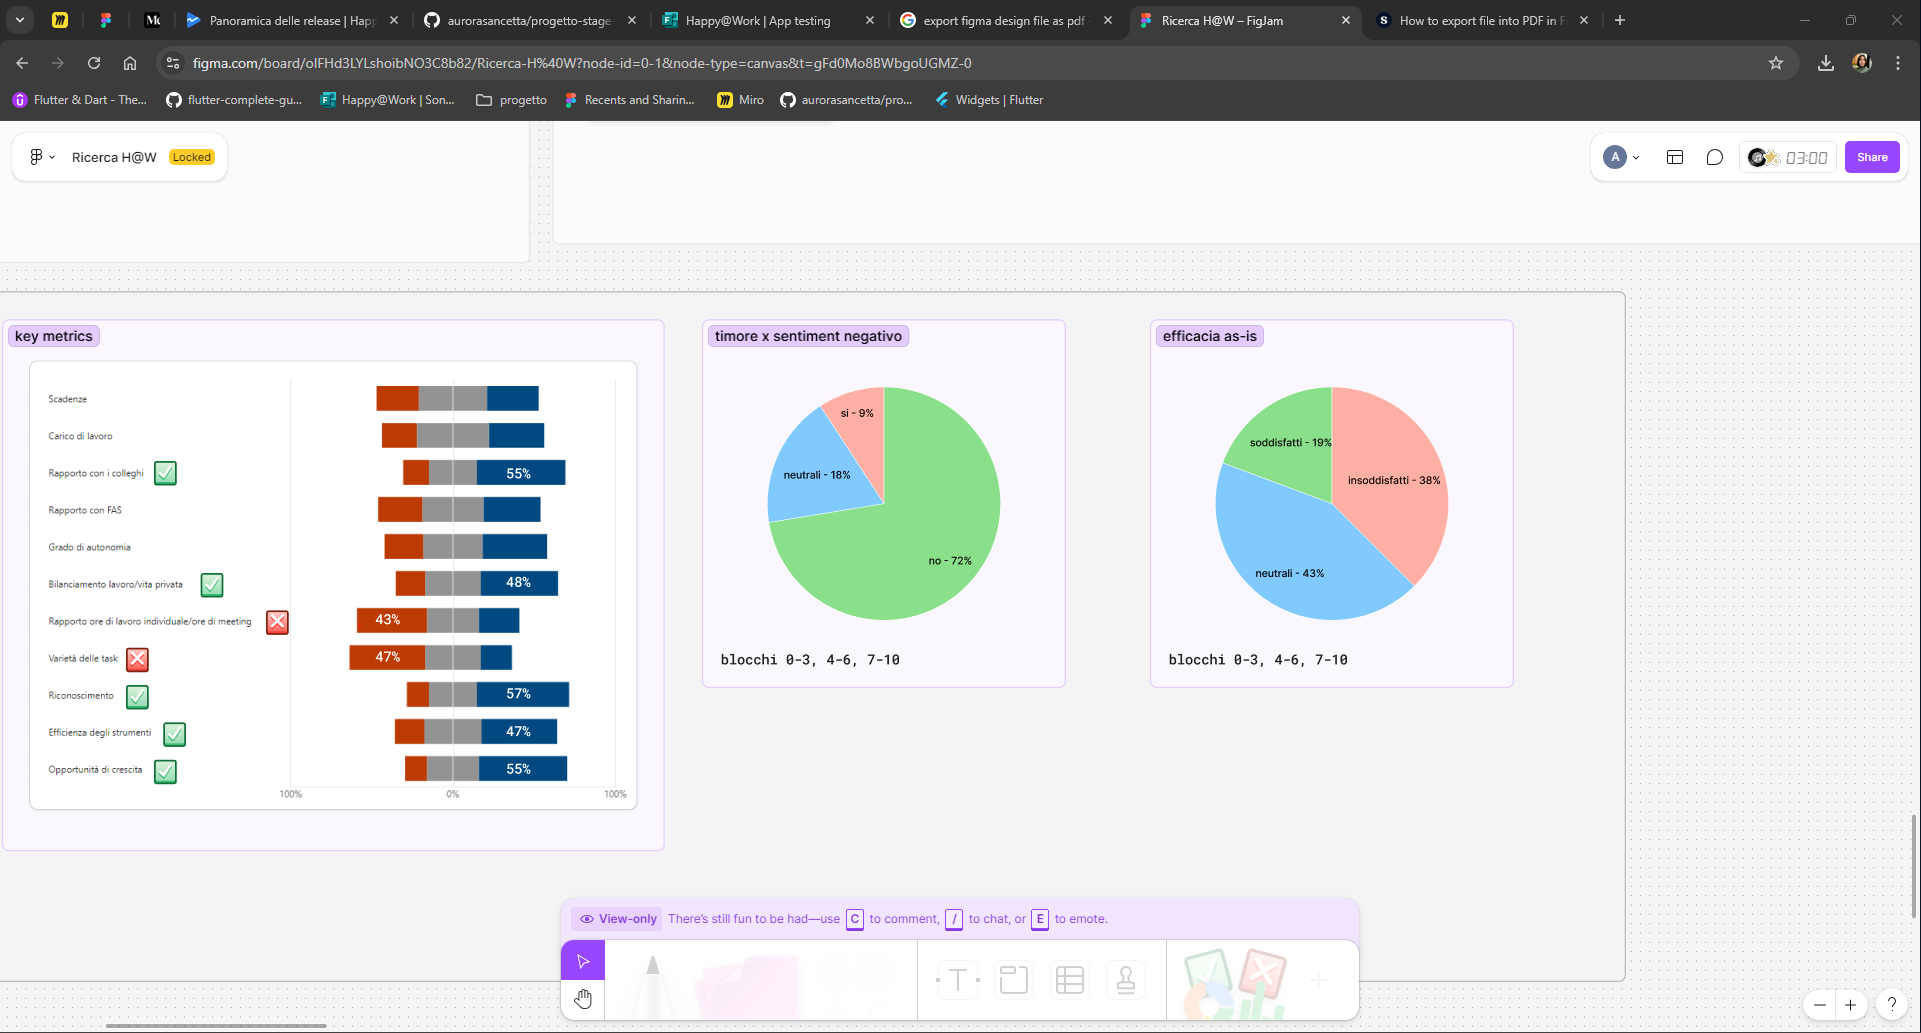 Panoramica delle release | Happ
aurorasancetta/progetto-stage-
Happy@Work | App testing
export figma design file as pdf
Ricerca H@W – FigJam
How to export file into PDF in F
figma.com/board/oIFHd3LYLshoibNO3C8b82/Ricerca-H%40W?node-id=0-1&node-type=canvas&t=gFd0Mo8BWbgoUGMZ-0
Flutter & Dart - The...
flutter-complete-gu...
Happy@Work | Son...
progetto
Recents and Sharin...
Miro
aurorasancetta/pro...
Widgets | Flutter
Ricerca H@W
Locked
A
03:00
Share
key metrics
Scadenze
Carico di lavoro
Rapporto con i colleghi
55%
Rapporto con FAS
Grado di autonomia
Bilanciamento lavoro/vita privata
48%
Rapporto ore di lavoro individuale/ore di meeting
43%
Varietà delle task
47%
Riconoscimento
57%
Efficienza degli strumenti
47%
Opportunità di crescita
55%
100%
0%
100%
timore x sentiment negativo
si - 9%
neutrali - 18%
no - 72%
blocchi 0-3, 4-6, 7-10
efficacia as-is
soddisfatti - 19%
insoddisfatti - 38%
neutrali - 43%
blocchi 0-3, 4-6, 7-10
View-only There's still fun to be had—use C to comment, / to chat, or E to emote.